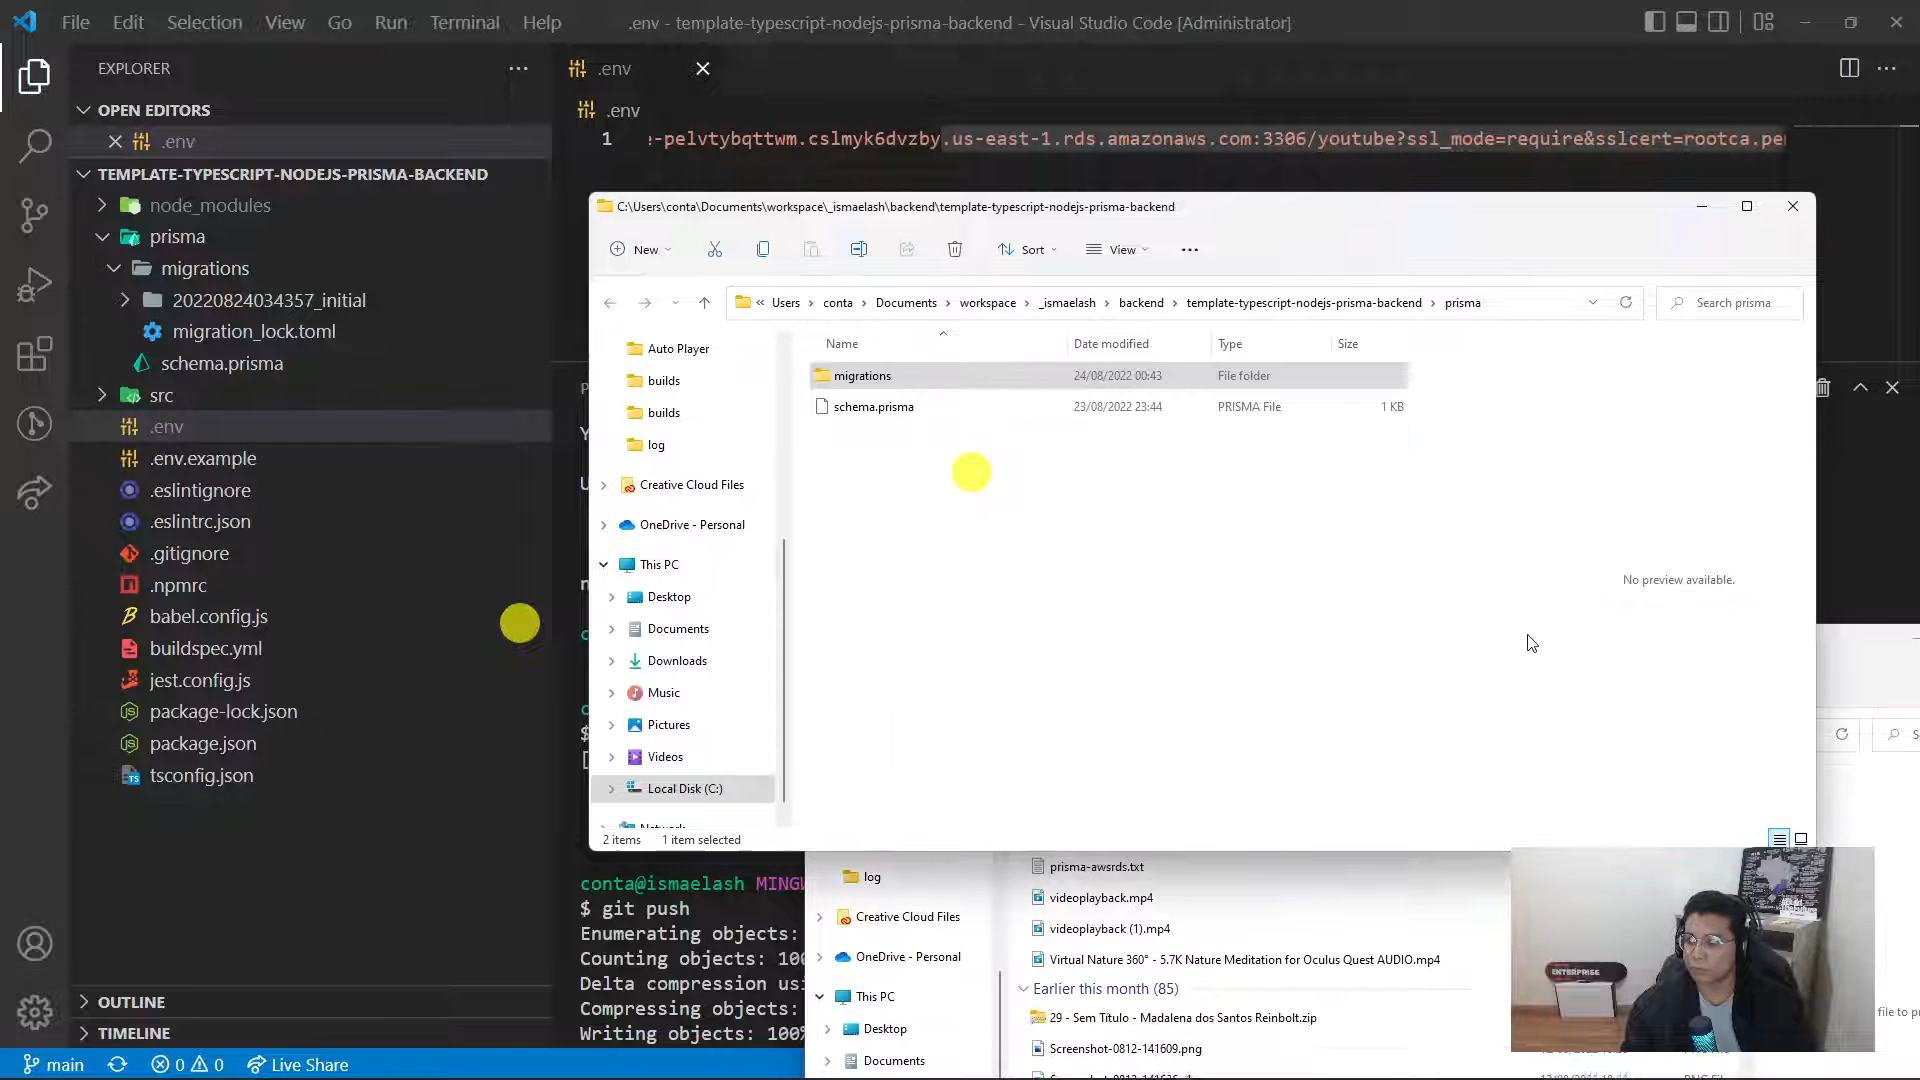 File Edit Selection View Go Run Terminal Help
.env - template-typescript-nodejs-prisma-backend - Visual Studio Code [Administrator]
EXPLORER
.env
OPEN EDITORS
.env
.env
1
-pelvtybqttwm.cslmyk6dvzby.us-east-1.rds.amazonaws.com:3306/youtube?ssl_mode=require&sslcert=rootca.pe
TEMPLATE-TYPESCRIPT-NODEJS-PRISMA-BACKEND
node_modules
prisma
migrations
20220824034357_initial
migration_lock.toml
schema.prisma
src
.env
.env.example
.eslintignore
.eslintrc.json
.gitignore
.npmrc
babel.config.js
buildspec.yml
jest.config.js
package-lock.json
package.json
tsconfig.json
OUTLINE
TIMELINE
main
0
0
Live Share
C:\Users\conta\Documents\workspace\_ismaelash\backend\template-typescript-nodejs-prisma-backend
New
Sort
View
« Users > conta > Documents > workspace > _ismaelash > backend > template-typescript-nodejs-prisma-backend > prisma
Search prisma
Name Date modified Type Size
migrations 24/08/2022 00:43 File folder
schema.prisma 23/08/2022 23:44 PRISMA File 1 KB
Auto Player
builds
builds
log
Creative Cloud Files
OneDrive - Personal
This PC
Desktop
Documents
Downloads
Music
Pictures
Videos
Local Disk (C:)
No preview available.
2 items 1 item selected
conta@ismaelash MINGW
$ git push
Enumerating objects:
Counting objects: 100
Delta compression usi
Compressing objects:
Writing objects: 100%
log
Creative Cloud Files
OneDrive - Personal
This PC
Desktop
Documents
prisma-awsrds.txt
videoplayback.mp4
videoplayback (1).mp4
Virtual Nature 360° - 5.7K Nature Meditation for Oculus Quest AUDIO.mp4
Earlier this month (85)
29 - Sem Título - Madalena dos Santos Reinbolt.zip
Screenshot-0812-141609.png
ENTERPRISE
file to p